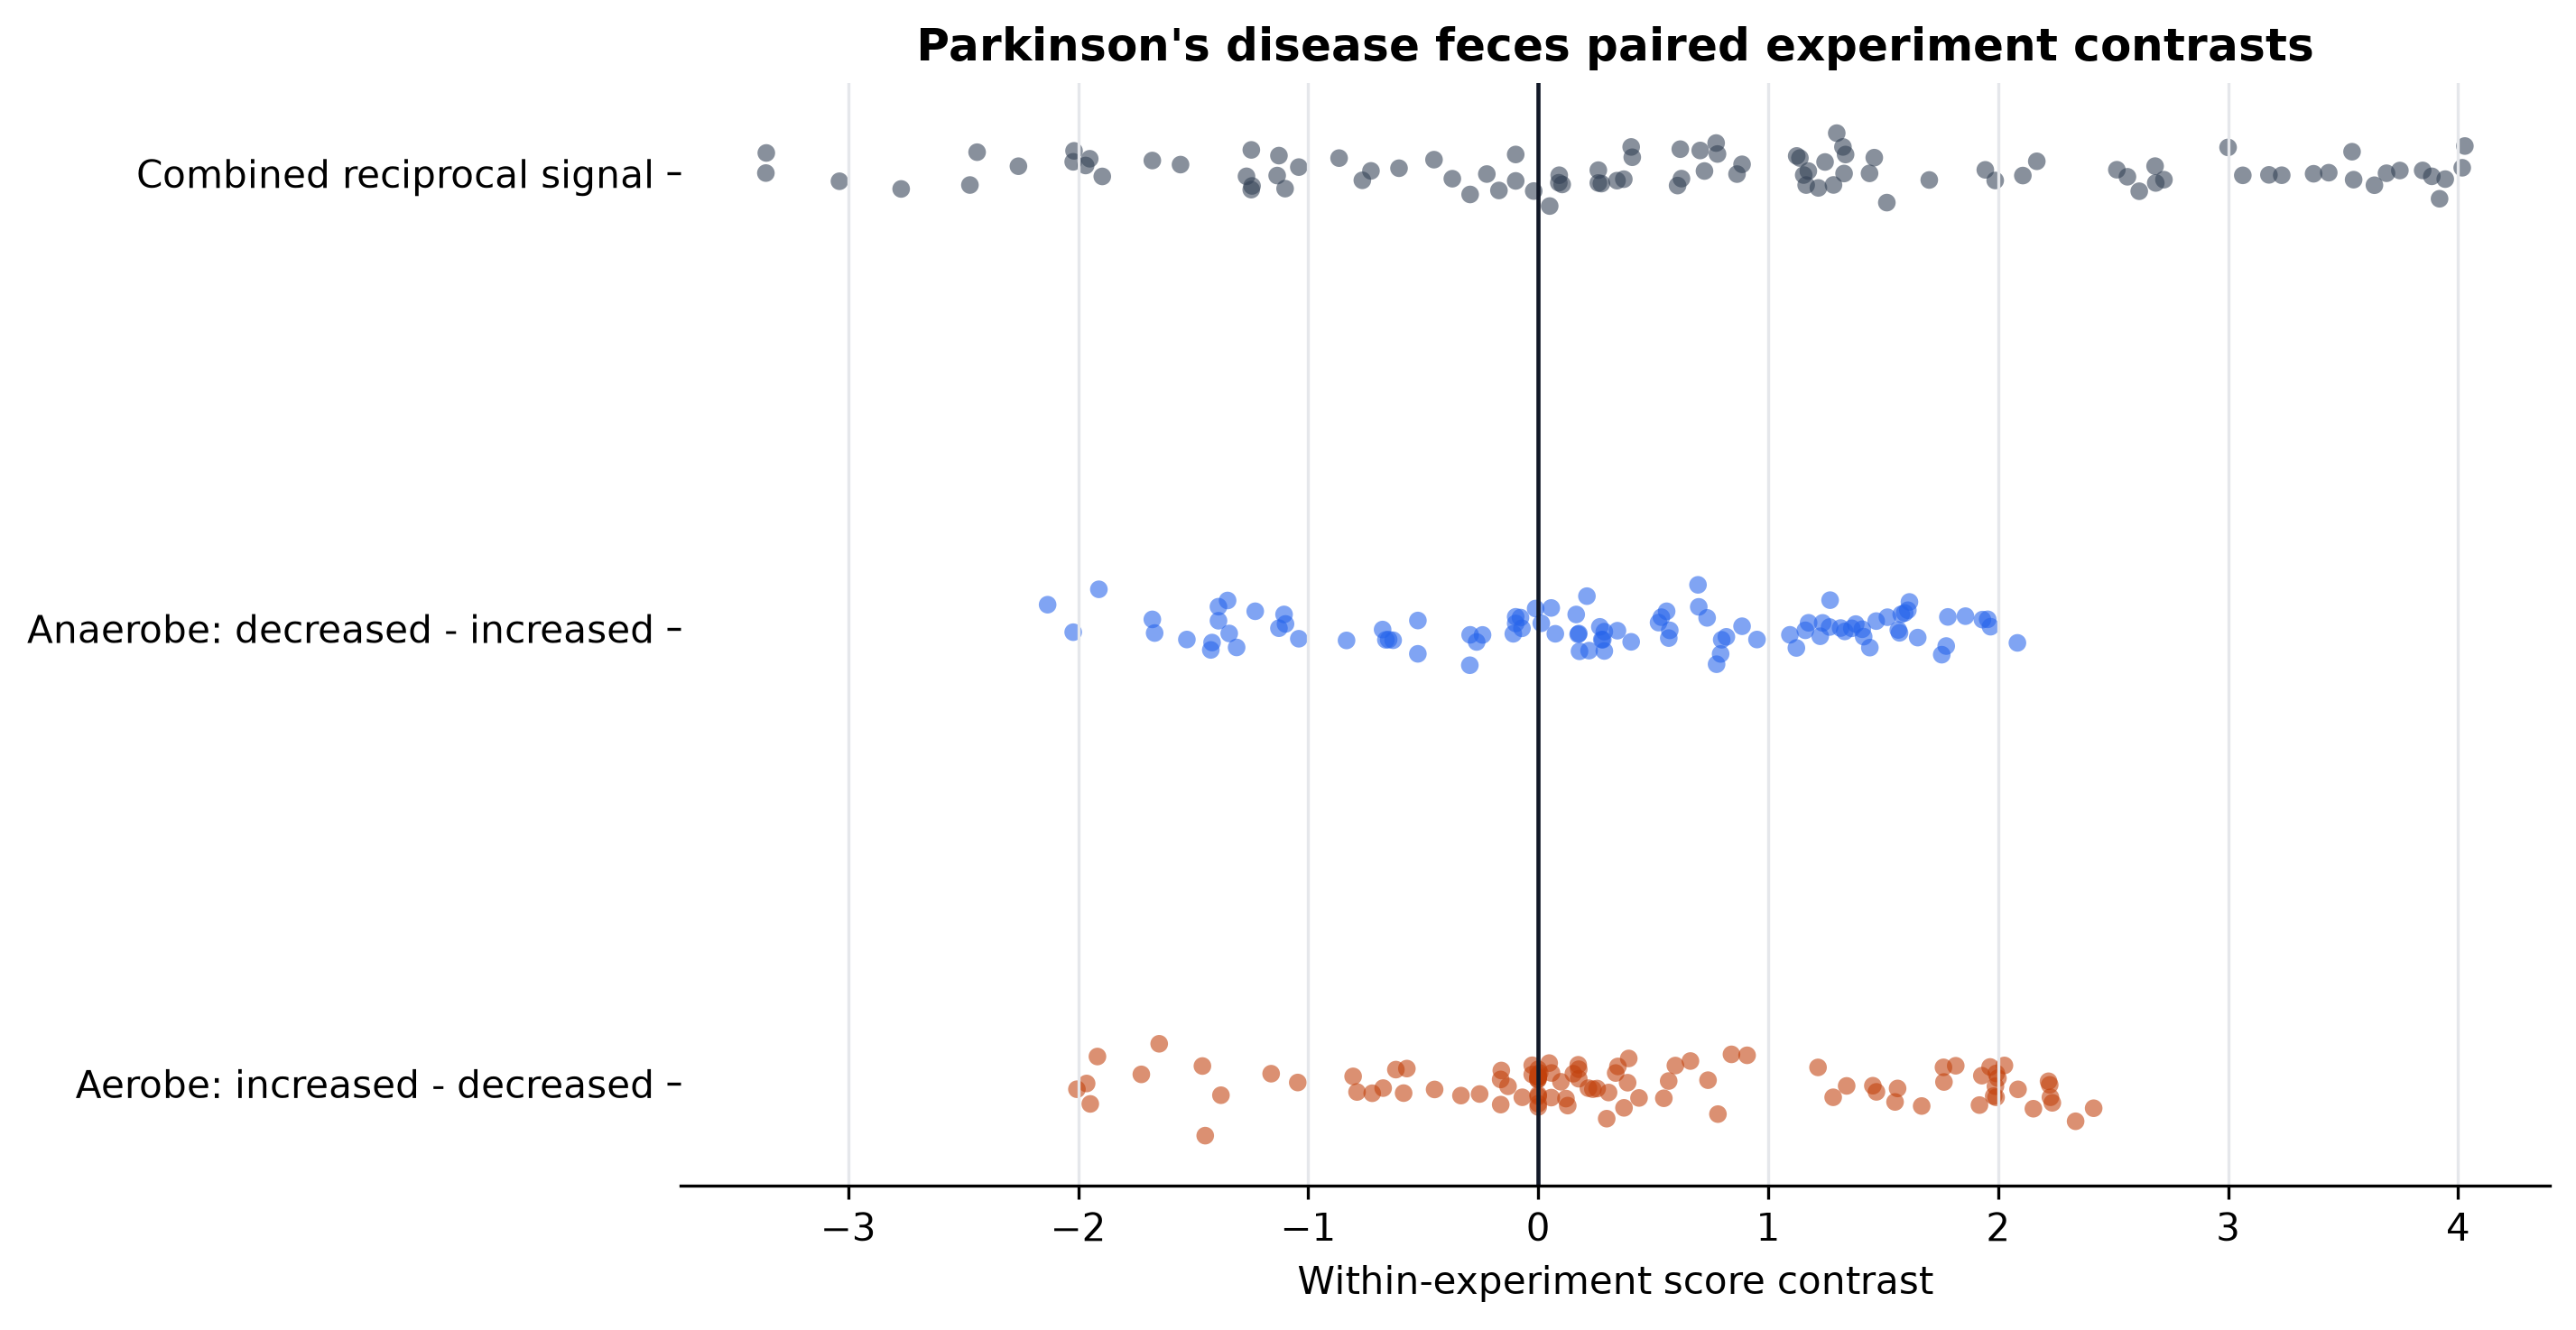 Parkinson's disease feces paired experiment contrasts
Combined reciprocal signal
Anaerobe: decreased - increased
Aerobe: increased - decreased
−3 −2 −1 0 1 2 3 4
Within-experiment score contrast